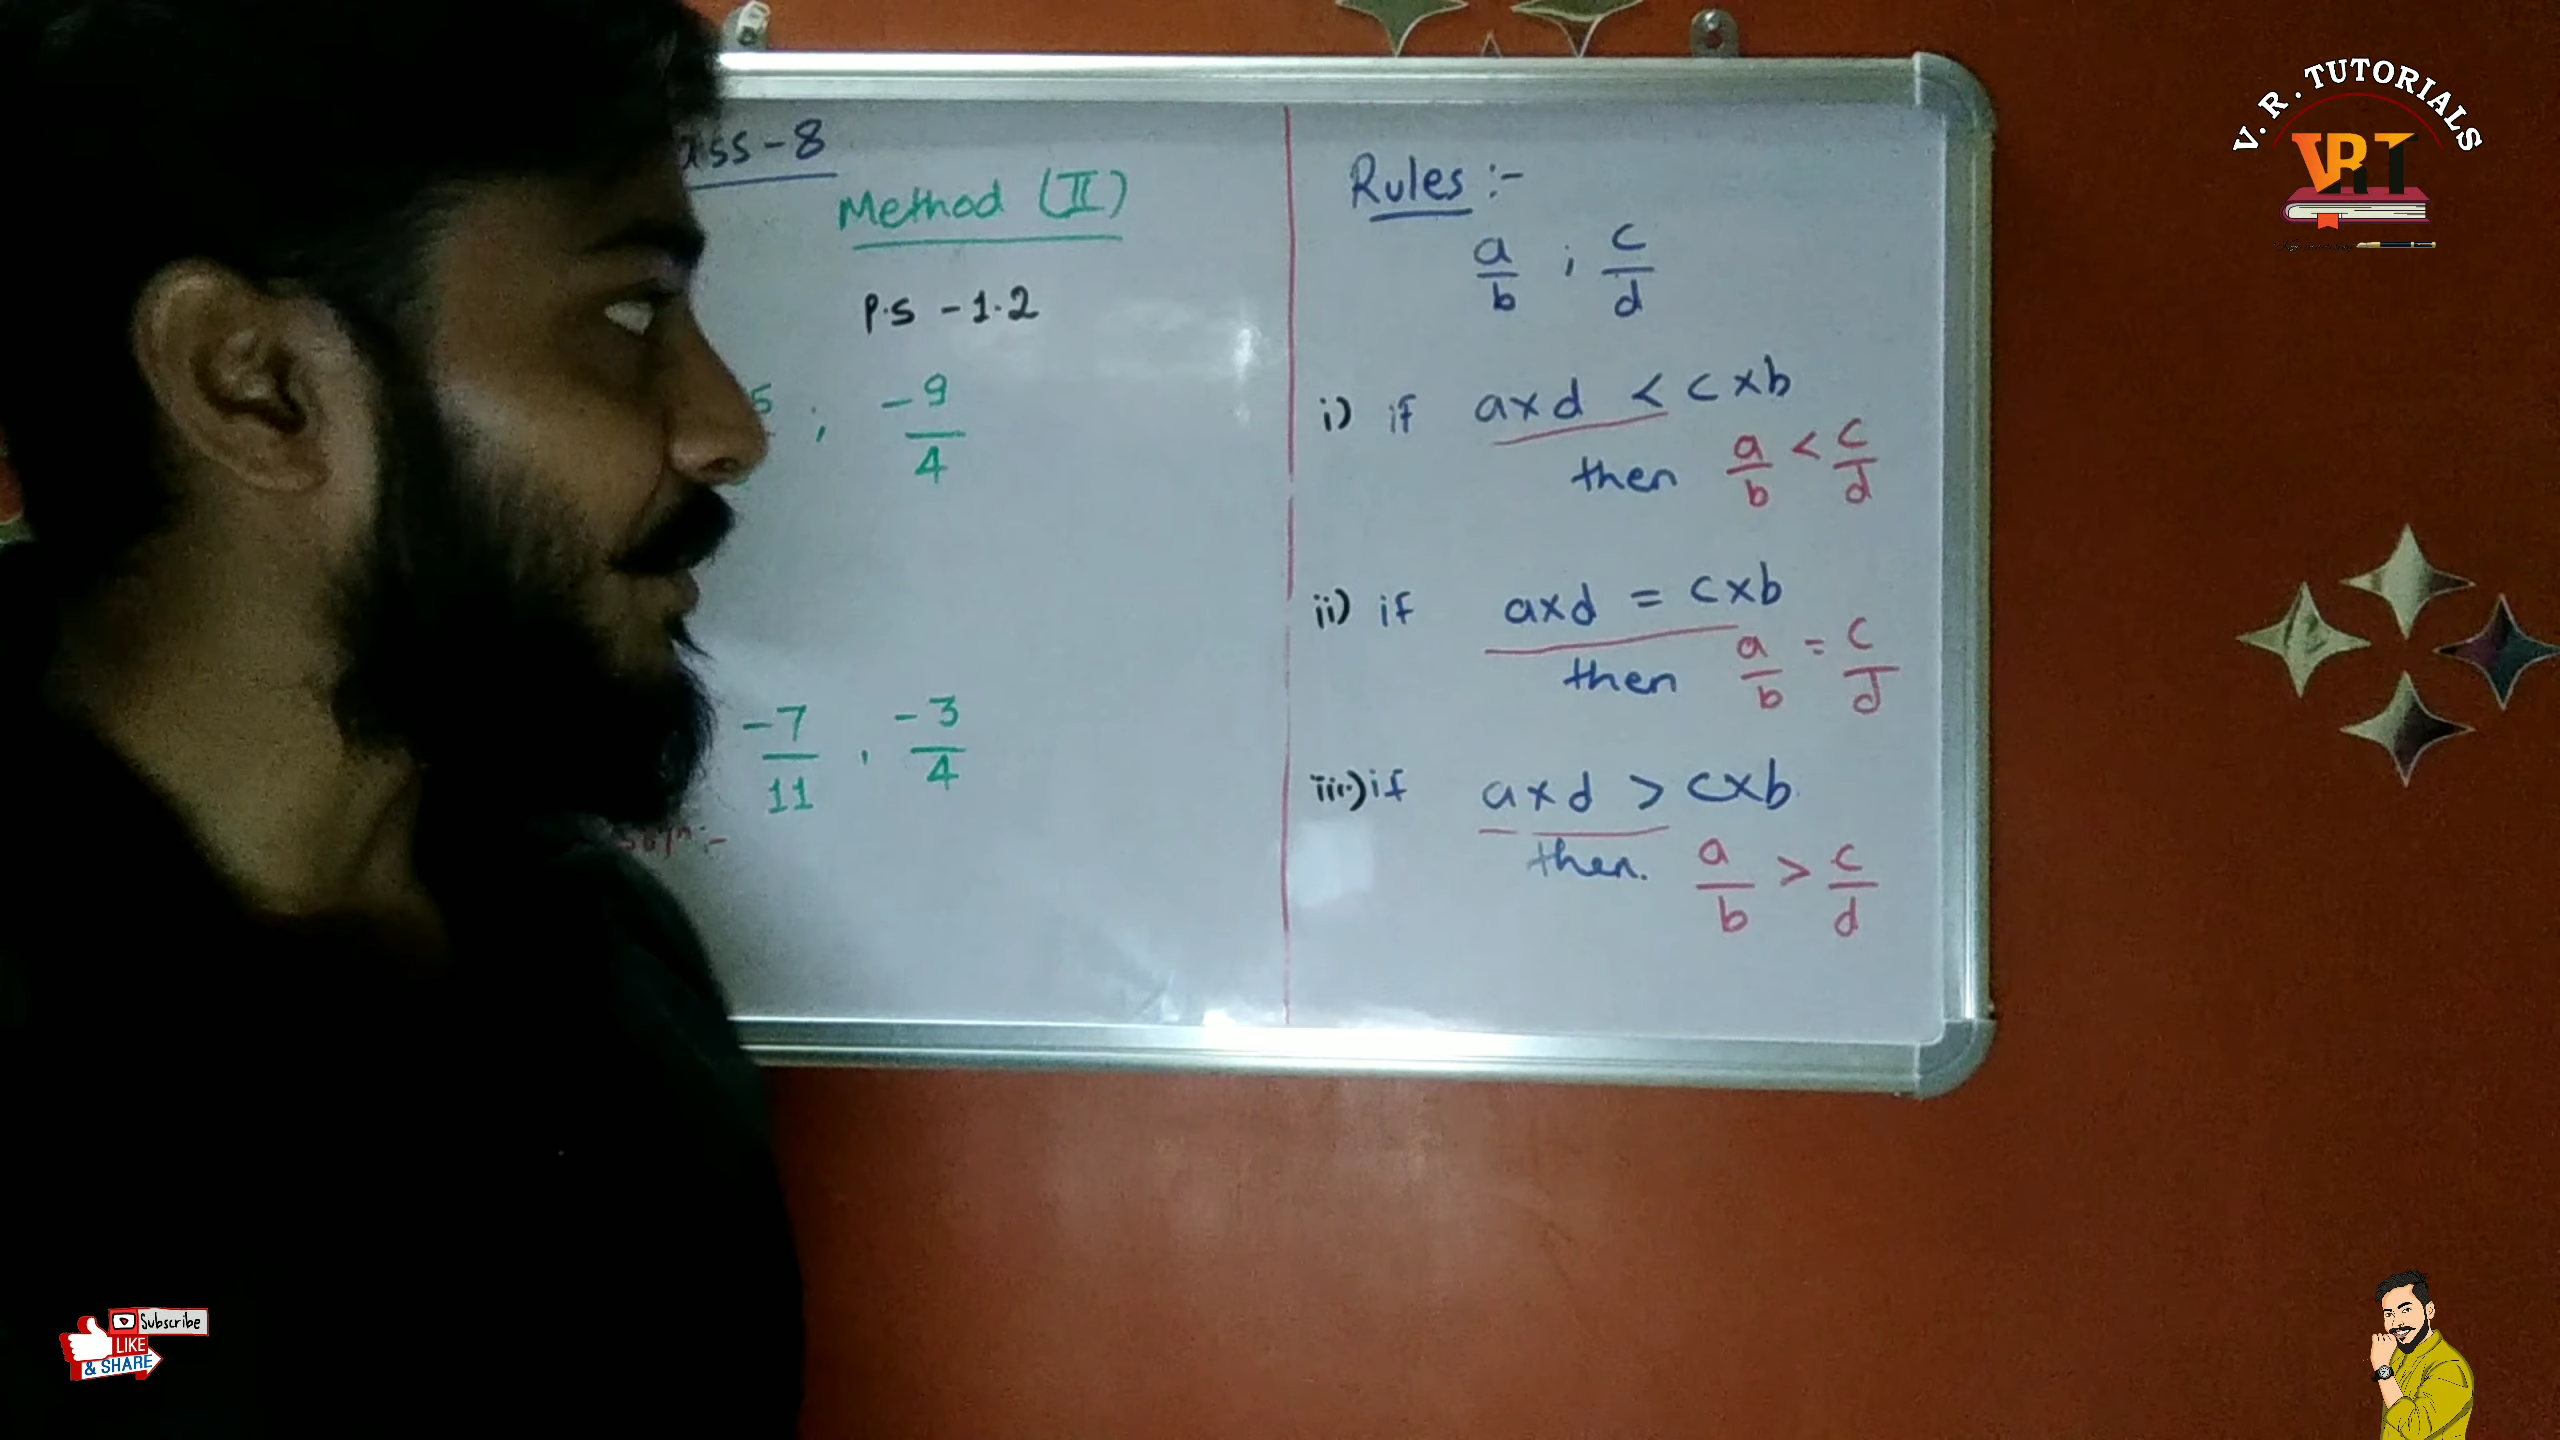 V. R. TUTORIALS
VRT
ass - 8
Method (II)
P.S - 1.2
5 ; -9/4
-7/11 , -3/4
Rules :-
a/b ; c/d
i) if a×d < c×b
then a/b < c/d
ii) if a×d = c×b
then a/b = c/d
iii) if a×d > c×b
then. a/b > c/d
Subscribe
LIKE
& SHARE